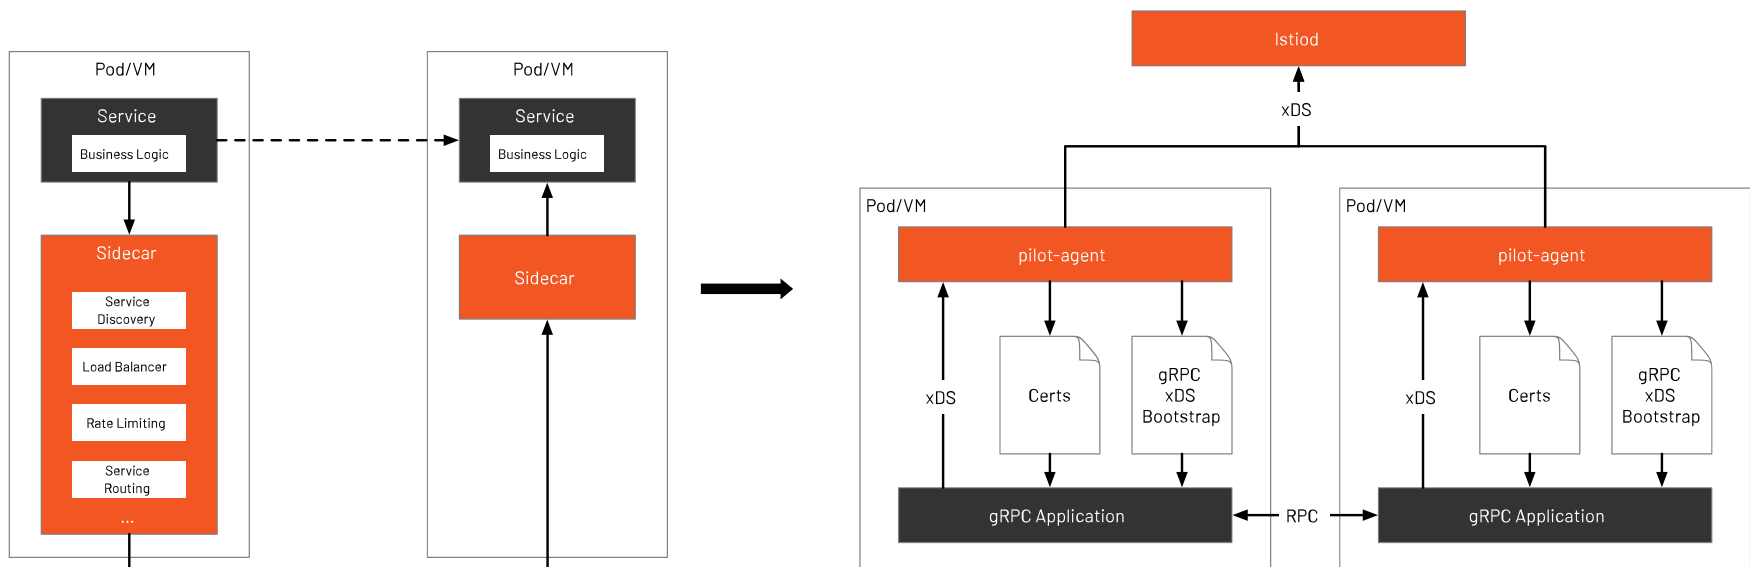 Pod/VM
Service
Business Logic
Sidecar
Service
Discovery
Load Balancer
Rate Limiting
Service
Routing
...
Pod/VM
Service
Business Logic
Sidecar
Istiod
xDS
Pod/VM
pilot-agent
xDS
Certs
gRPC
xDS
Bootstrap
gRPC Application
RPC
Pod/VM
pilot-agent
xDS
Certs
gRPC
xDS
Bootstrap
gRPC Application